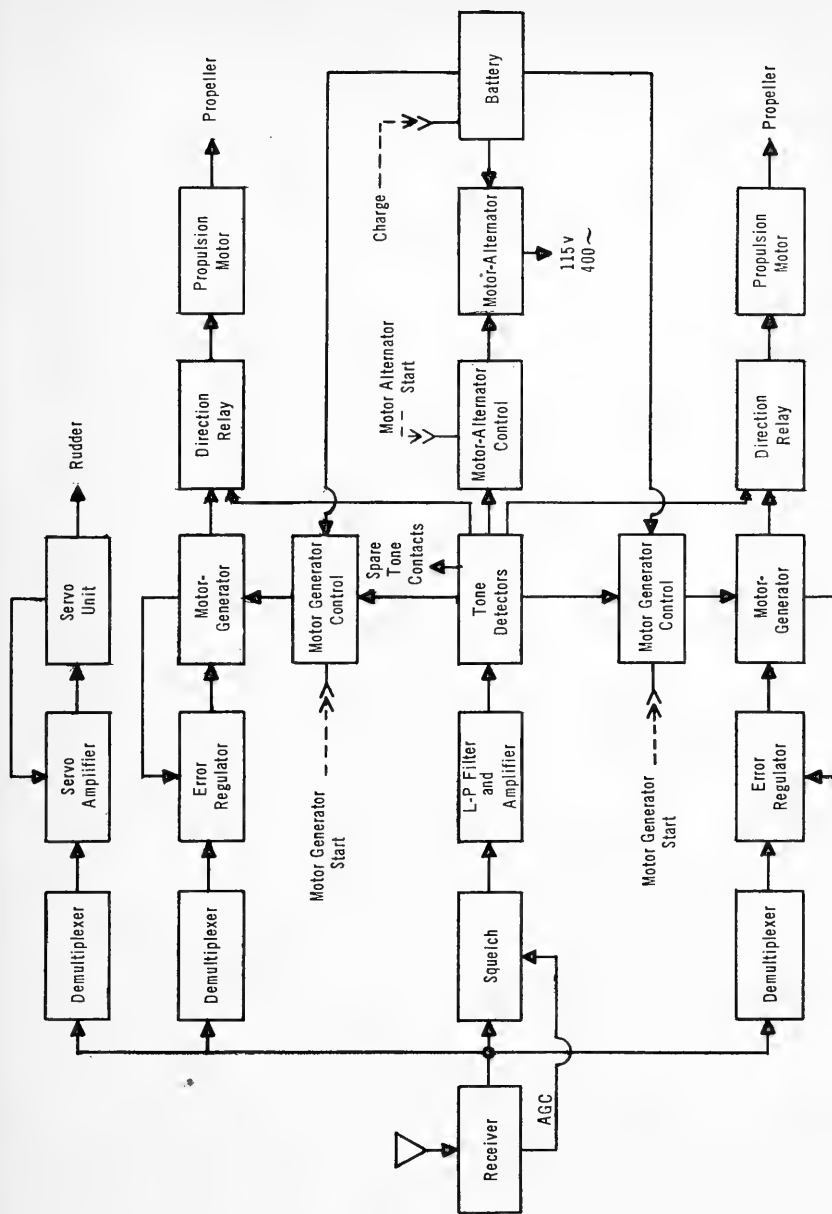 Demultiplexer
Servo
Amplifier
Servo
Unit
Rudder
Demultiplexer
Error
Regulator
Motor-
Generator
Direction
Relay
Propulsion
Motor
Propeller
Motor Generator
Start
Motor Generator
Control
Spare
Tone
Contacts
Motor Alternator
Start
Charge
Receiver
AGC
Squelch
L-P Filter
and
Amplifier
Tone
Detectors
Motor-Alternator
Control
Motor-Alternator
Battery
115v
400~
Motor Generator
Start
Motor Generator
Control
Demultiplexer
Error
Regulator
Motor-
Generator
Direction
Relay
Propulsion
Motor
Propeller